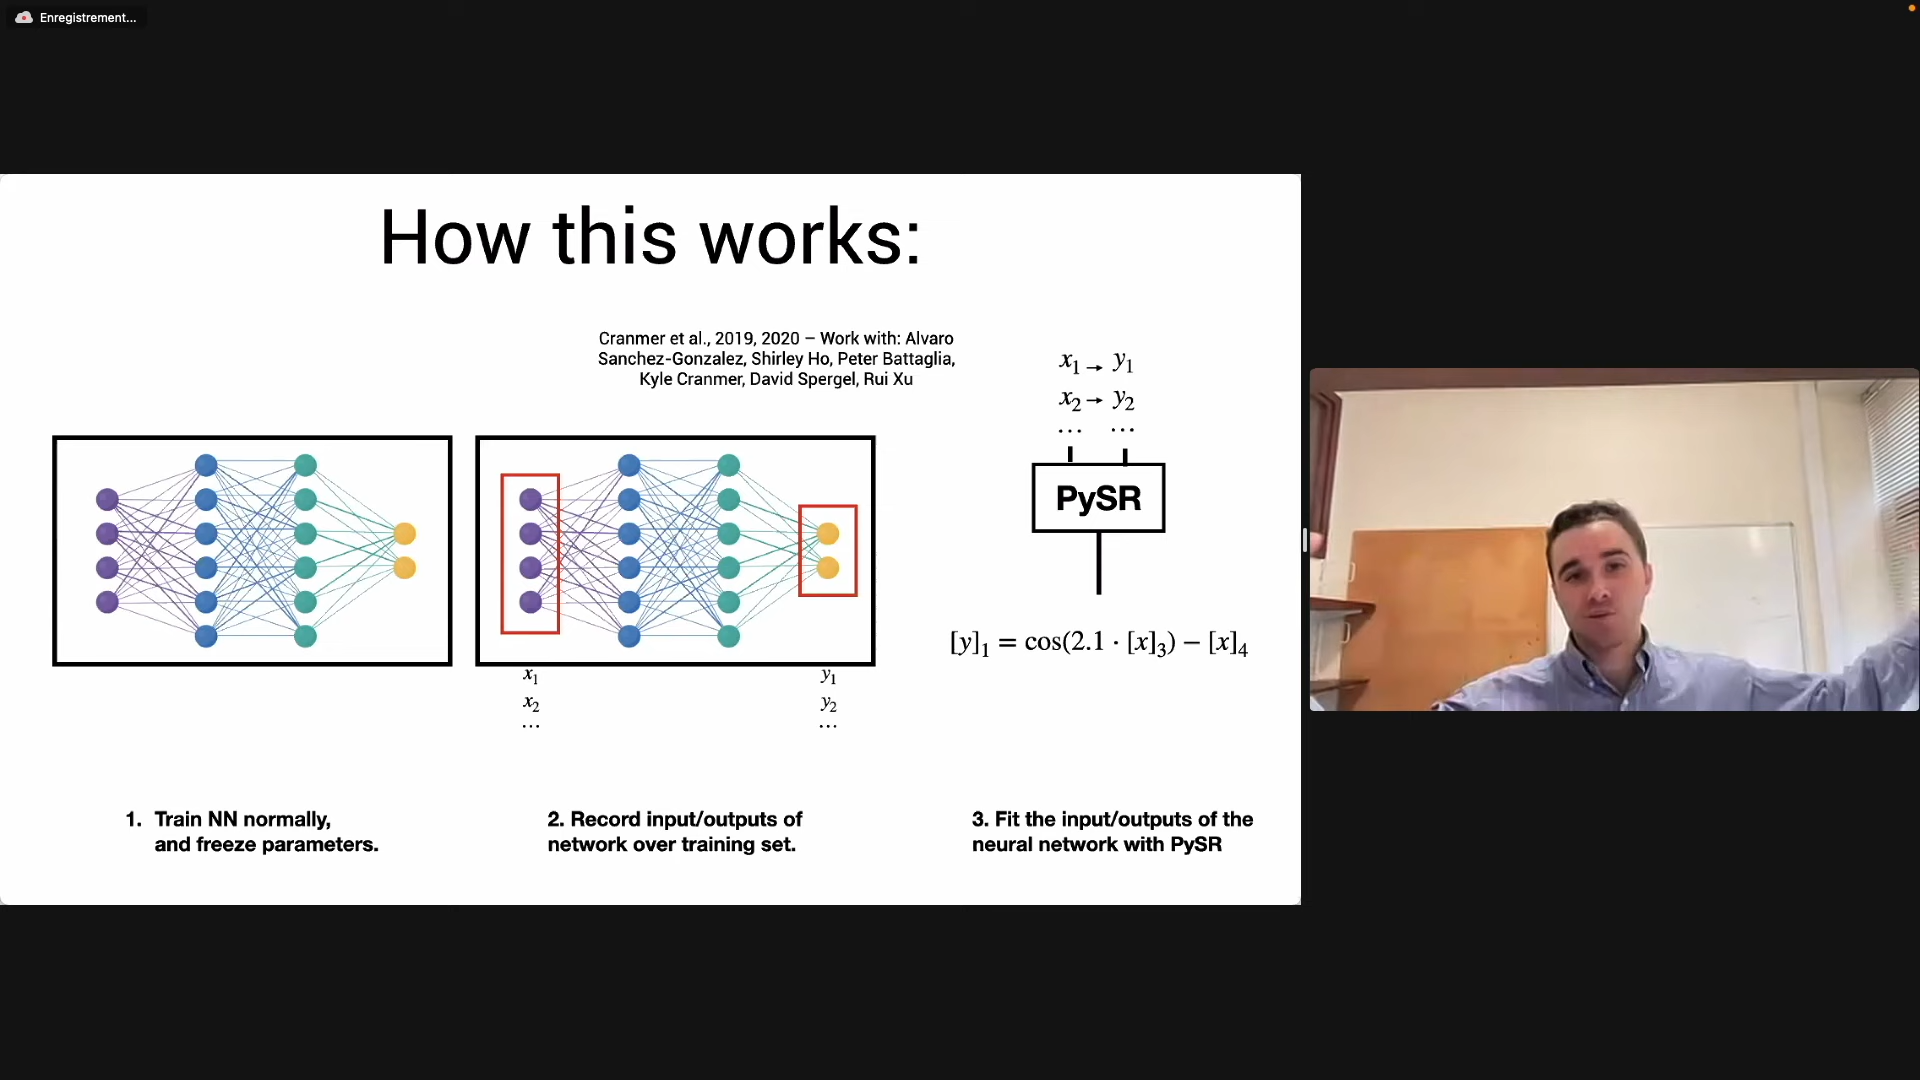 Enregistrement...
How this works:
Cranmer et al., 2019, 2020 – Work with: Alvaro
Sanchez-Gonzalez, Shirley Ho, Peter Battaglia,
Kyle Cranmer, David Spergel, Rui Xu
x₁ → y₁
x₂ → y₂
... ...
PySR
[y]₁ = cos(2.1 · [x]₃) − [x]₄
x₁ y₁
x₂ y₂
... ...
1. Train NN normally,
and freeze parameters.
2. Record input/outputs of
network over training set.
3. Fit the input/outputs of the
neural network with PySR